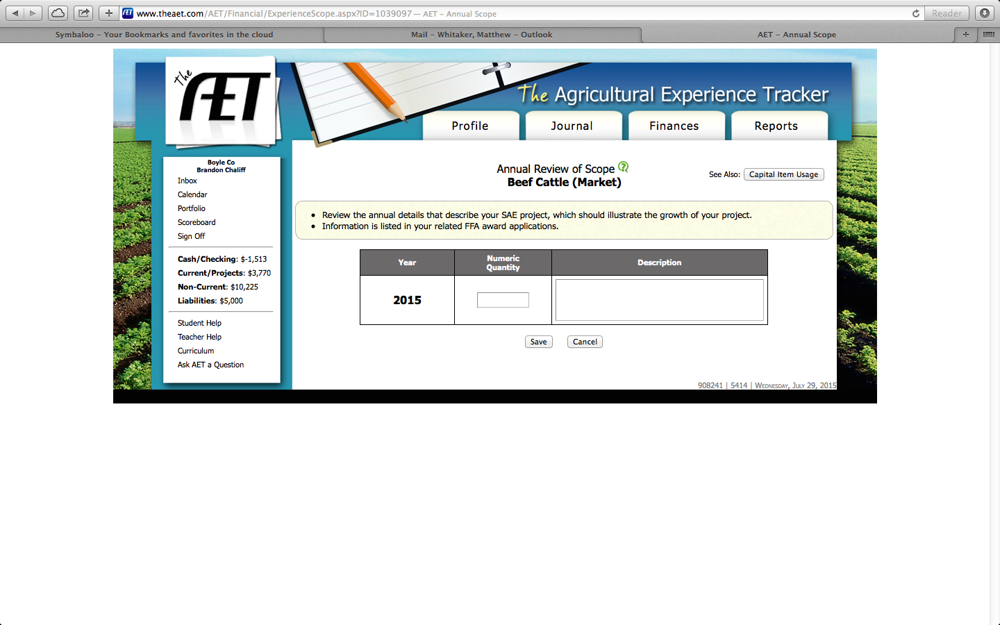 www.theaet.com/AET/Financial/ExperienceScope.aspx?ID=1039097 — AET - Annual Scope
Reader
Symbaloo - Your Bookmarks and favorites in the cloud
Mail - Whitaker, Matthew - Outlook
AET - Annual Scope
The AET
The Agricultural Experience Tracker
Profile
Journal
Finances
Reports
Boyle Co
Brandon Chaliff
Inbox
Calendar
Portfolio
Scoreboard
Sign Off
Cash/Checking: $-1,513
Current/Projects: $3,770
Non-Current: $10,225
Liabilities: $5,000
Student Help
Teacher Help
Curriculum
Ask AET a Question
Annual Review of Scope
Beef Cattle (Market)
See Also: Capital Item Usage
• Review the annual details that describe your SAE project, which should illustrate the growth of your project.
• Information is listed in your related FFA award applications.
Year
Numeric
Quantity
Description
2015
Save
Cancel
908241 | 5414 | Wednesday, July 29, 2015